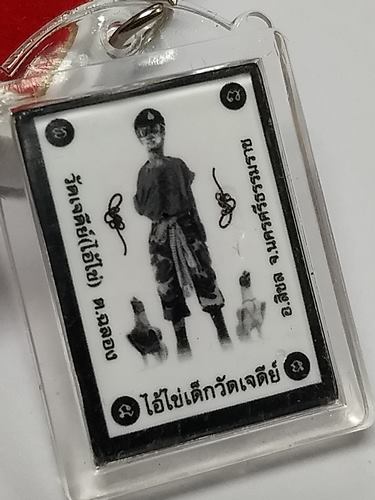 วัดเจดีย์(ไอ้ไข่) ต.ฉลอง
อ.สิชล จ.นครศรีธรรมราช
ไอ้ไข่เด็กวัดเจดีย์